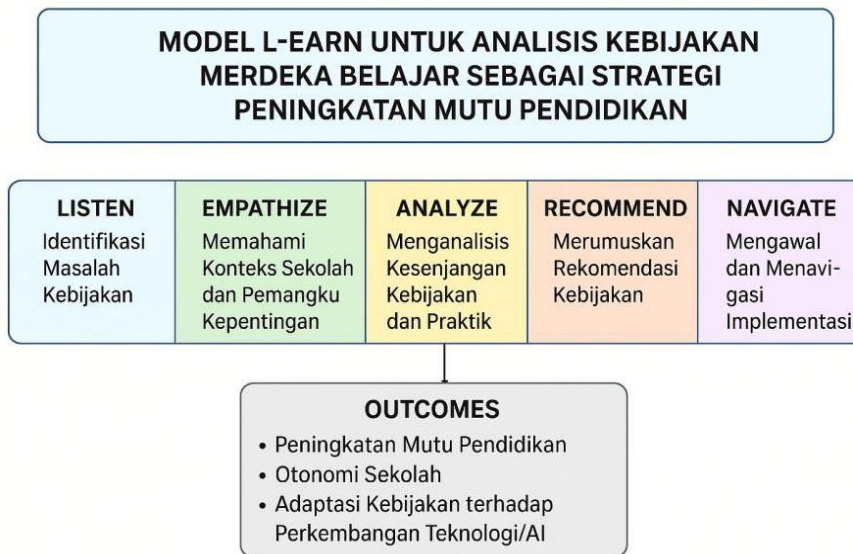 MODEL L-EARN UNTUK ANALISIS KEBIJAKAN
MERDEKA BELAJAR SEBAGAI STRATEGI
PENINGKATAN MUTU PENDIDIKAN
LISTEN
Identifikasi
Masalah
Kebijakan
EMPATHIZE
Memahami
Konteks Sekolah
dan Pemangku
Kepentingan
ANALYZE
Menganalisis
Kesenjangan
Kebijakan
dan Praktik
RECOMMEND
Merumuskan
Rekomendasi
Kebijakan
NAVIGATE
Mengawal
dan Menavi-
gasi
Implementasi
OUTCOMES
• Peningkatan Mutu Pendidikan
• Otonomi Sekolah
• Adaptasi Kebijakan terhadap
Perkembangan Teknologi/AI